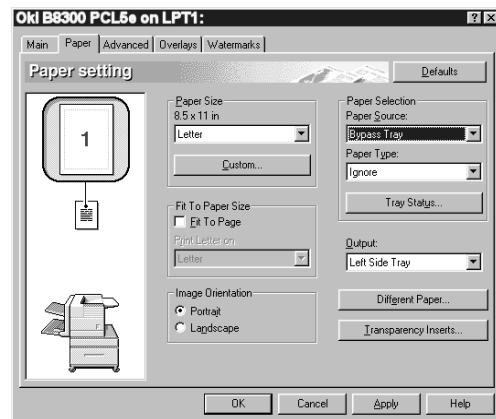 Oki B8300 PCL5e on LPT1:
Main Paper Advanced Overlays Watermarks
Paper setting
Defaults
1
Paper Size
8.5 x 11 in
Letter
Custom...
Fit To Paper Size
Fit To Page
Print Letter on
Letter
Image Orientation
Portrait
Landscape
Paper Selection
Paper Source:
Bypass Tray
Paper Type:
Ignore
Tray Status...
Output:
Left Side Tray
Different Paper...
Transparency Inserts...
OK Cancel Apply Help